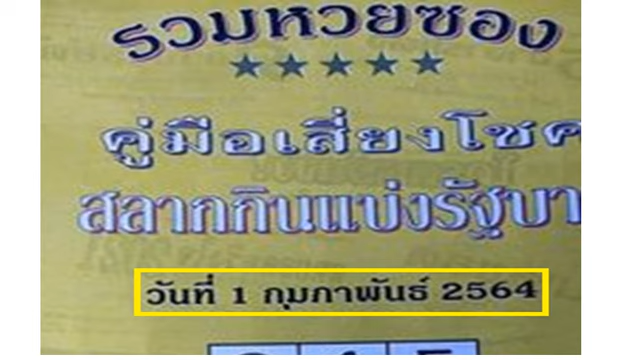 รวมหวยซอง
คู่มือเสี่ยงโชค
สลากกินแบ่งรัฐบา
วันที่ 1 กุมภาพันธ์ 2564